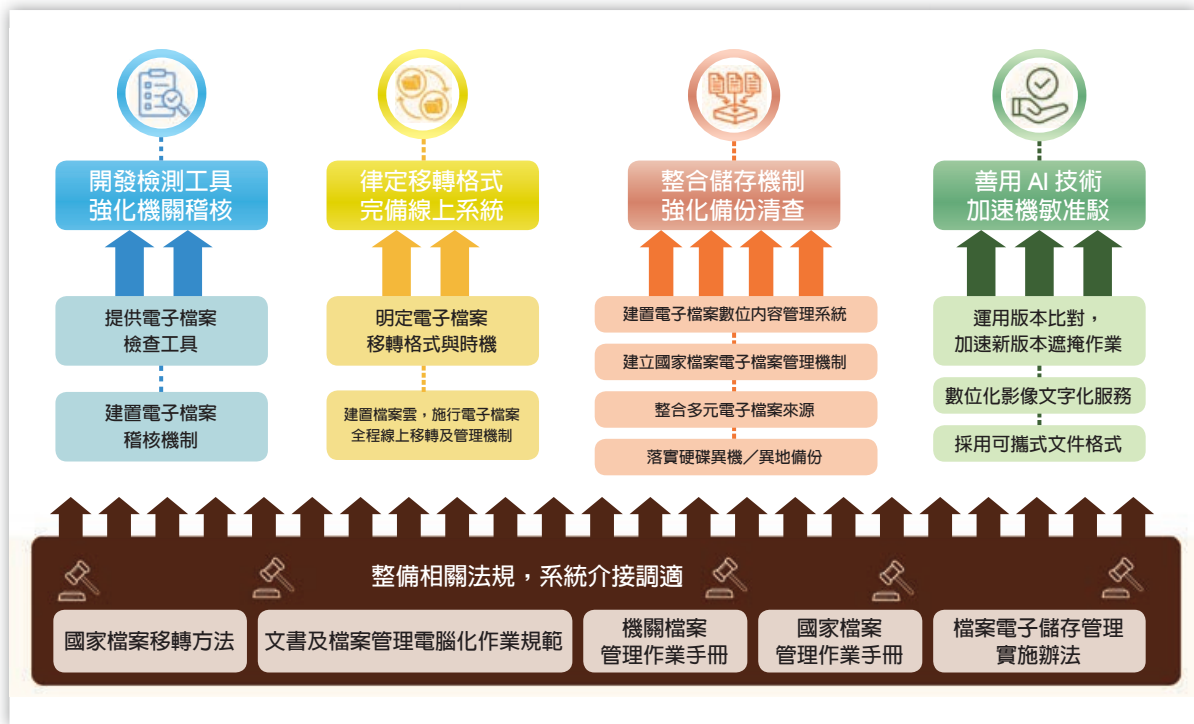 開發檢測工具
強化機關稽核
律定移轉格式
完備線上系統
整合儲存機制
強化備份清查
善用 AI 技術
加速機敏准駁
提供電子檔案
檢查工具
建置電子檔案
稽核機制
明定電子檔案
移轉格式與時機
建置檔案雲，施行電子檔案
全程線上移轉及管理機制
建置電子檔案數位內容管理系統
建立國家檔案電子檔案管理機制
整合多元電子檔案來源
落實硬碟異機／異地備份
運用版本比對，
加速新版本遮掩作業
數位化影像文字化服務
採用可攜式文件格式
整備相關法規，系統介接調適
國家檔案移轉方法
文書及檔案管理電腦化作業規範
機關檔案
管理作業手冊
國家檔案
管理作業手冊
檔案電子儲存管理
實施辦法